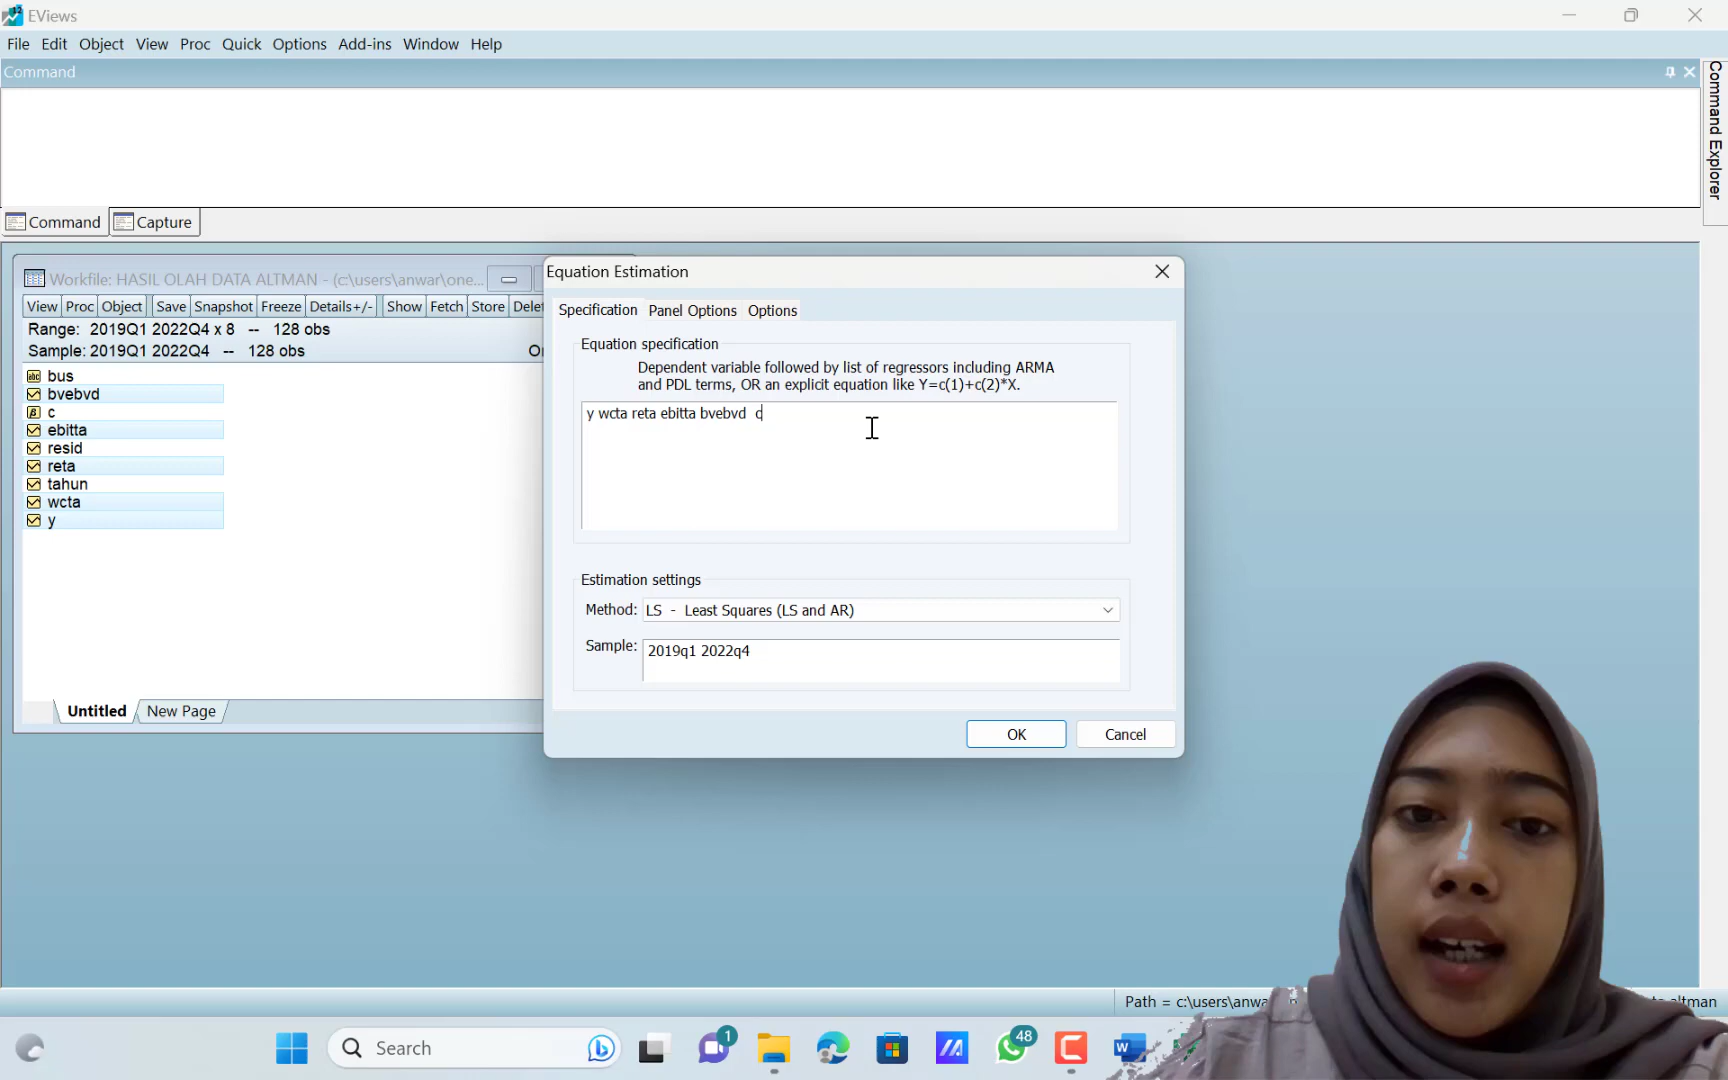 EViews
File Edit Object View Proc Quick Options Add-ins Window Help
Command
Command Explorer
Command Capture
Workfile: HASIL OLAH DATA ALTMAN - (c:\users\anwar\one...
View Proc Object Save Snapshot Freeze Details+/- Show Fetch Store Delet
Range: 2019Q1 2022Q4 x 8 -- 128 obs
Sample: 2019Q1 2022Q4 -- 128 obs
bus
bvebvd
c
ebitta
resid
reta
tahun
wcta
y
Untitled New Page
Equation Estimation
Specification Panel Options Options
Equation specification
Dependent variable followed by list of regressors including ARMA
and PDL terms, OR an explicit equation like Y=c(1)+c(2)*X.
y wcta reta ebitta bvebvd c
Estimation settings
Method: LS - Least Squares (LS and AR)
Sample: 2019q1 2022q4
OK Cancel
Path = c:\users\anwa
altman
Search
1
48